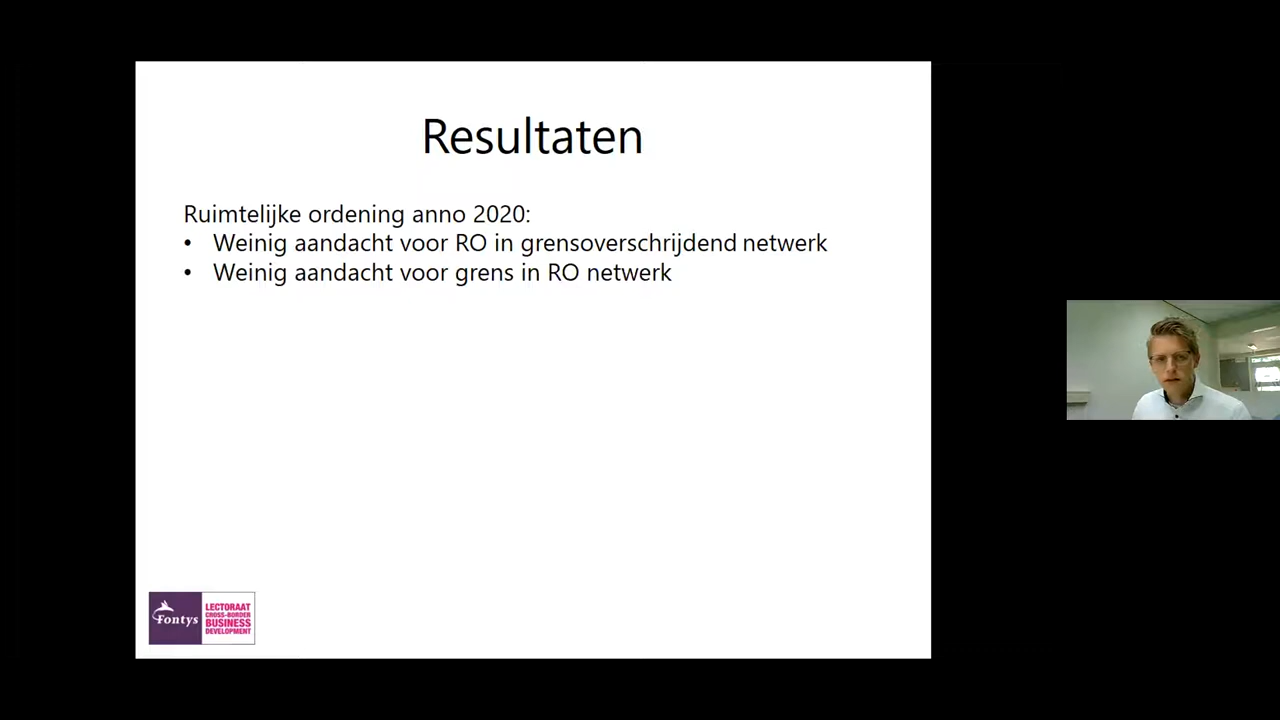 Resultaten
Ruimtelijke ordening anno 2020:
• Weinig aandacht voor RO in grensoverschrijdend netwerk
• Weinig aandacht voor grens in RO netwerk
Fontys
LECTORAAT
CROSS-BORDER
BUSINESS
DEVELOPMENT